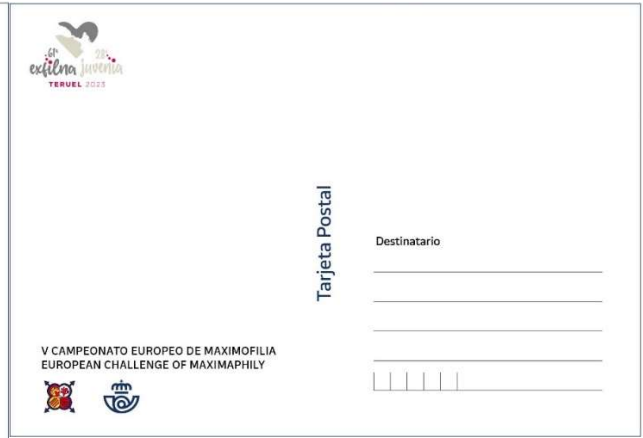 61ª 28ª
exfilna juvenia
TERUEL 2023
Tarjeta Postal
Destinatario
V CAMPEONATO EUROPEO DE MAXIMOFILIA
EUROPEAN CHALLENGE OF MAXIMAPHILY